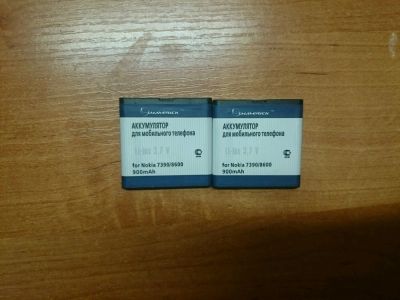 АККУМУЛЯТОР
для мобильного телефона
Li-Ion 3.7 V
for Nokia 7390/8600
900mAh
АККУМУЛЯТОР
для мобильного телефона
Li-Ion 3.7 V
for Nokia 7390/8600
900mAh